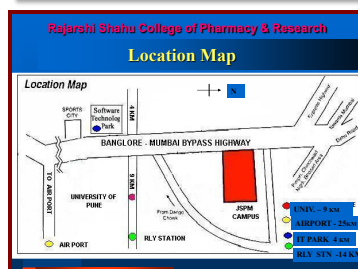 Rajarshi Shahu College of Pharmacy & Research
Location Map
Location Map
N
SPORTS
CITY
Software
Technolog
Park
4 KM
BANGLORE - MUMBAI BYPASS HIGHWAY
TO AIR PORT
UNIVERSITY OF
PUNE
9 KM
From Dange
Chowk
JSPM
CAMPUS
AIR PORT
RLY STATION
UNIV. – 9 KM
AIRPORT - 25KM
IT PARK 4 KM
RLY STN -14 KM